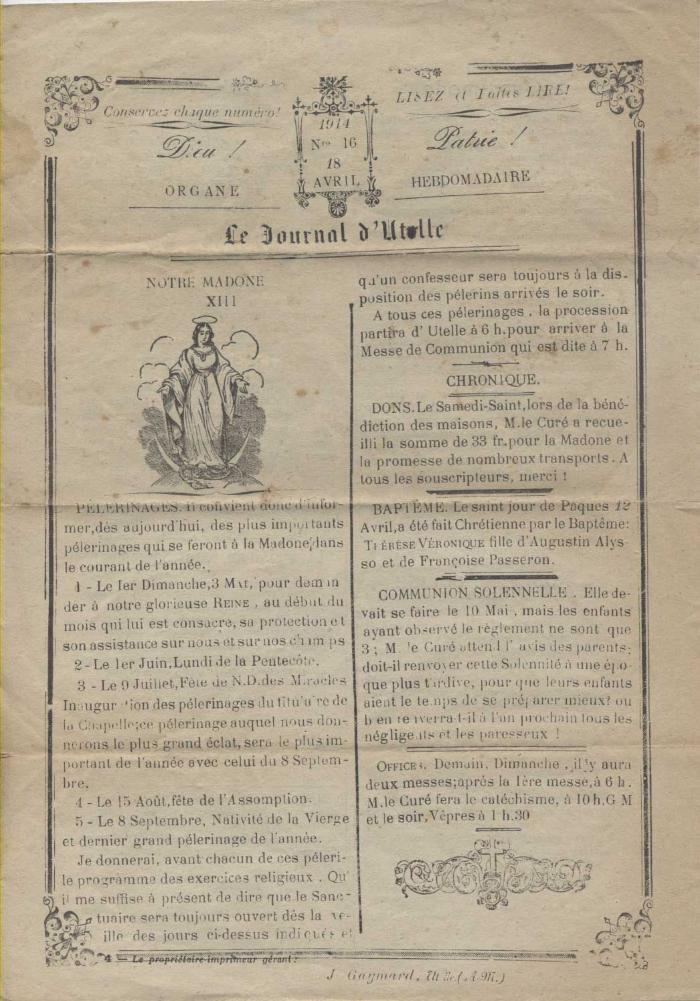 Conservez chaque numéro!
LISEZ et Faites LIRE!
1914
Nro 16
18
AVRIL
Dieu !
Patrie !
ORGANE
HEBDOMADAIRE
Le Journal d'Utelle
NOTRE MADONE
XIII
PÉLERINAGES. Il convient donc d'infor-
mer,dès aujourd'hui, des plus importants
pélerinages qui se feront à la Madone,dans
le courant de l'année.
1 - Le 1er Dimanche,3 MAI, pour deman
der à notre glorieuse REINE , au début du
mois qui lui est consacré, sa protection et
son assistance sur nous et sur nos champs
2 - Le 1er Juin,Lundi de la Pentecôte.
3 - Le 9 Juillet,Fête de N.D.des Miracles
Inauguration des pélerinages du titulaire de
la Chapelle;ce pélerinage auquel nous don-
nerons le plus grand éclat, sera le plus im-
portant de l'année avec celui du 8 Septem-
bre.
4 - Le 15 Août,fête de l'Assomption.
5 - Le 8 Septembre, Nativité de la Vierge
et dernier grand pélerinage de l'année.
Je donnerai, avant chacun de ces péleri-
le programme des exercices religieux . Qu'
il me suffise à présent de dire que le Sanc-
tuaire sera toujours ouvert dès la ve-
ille des jours ci-dessus indiqués et
qu'un confesseur sera toujours à la dis-
position des pélerins arrivés le soir.
A tous ces pélerinages , la procession
partira d' Utelle à 6 h.pour arriver à la
Messe de Communion qui est dite à 7 h.
CHRONIQUE.
DONS. Le Samedi-Saint,lors de la béné-
diction des maisons, M.le Curé a recue-
illi la somme de 33 fr.pour la Madone et
la promesse de nombreux transports. A
tous les souscripteurs, merci !
BAPTÊME. Le saint jour de Pâques 12
Avril,a été fait Chrétienne par le Baptême:
THÉRÈSE VÉRONIQUE fille d'Augustin Alys-
so et de Françoise Passeron.
COMMUNION SOLENNELLE . Elle de-
vait se faire le 10 Mai , mais les enfants
ayant observé le règlement ne sont que
3 ; M. le Curé attend l' avis des parents:
doit-il renvoyer cette Solennité à une épo-
que plus tardive, pour que leurs enfants
aient le temps de se préparer mieux? ou
bien renverra-t-il à l'an prochain tous les
négligents et les paresseux !
OFFICES. Demain, Dimanche , il y aura
deux messes;après la 1ère messe,à 6 h.
M.le Curé fera le catéchisme, à 10h.G M
et le soir,Vêpres à 1 h.30
4 — Le propriétaire-imprimeur gérant :
J. Gaymard, Utelle.(A.M.)